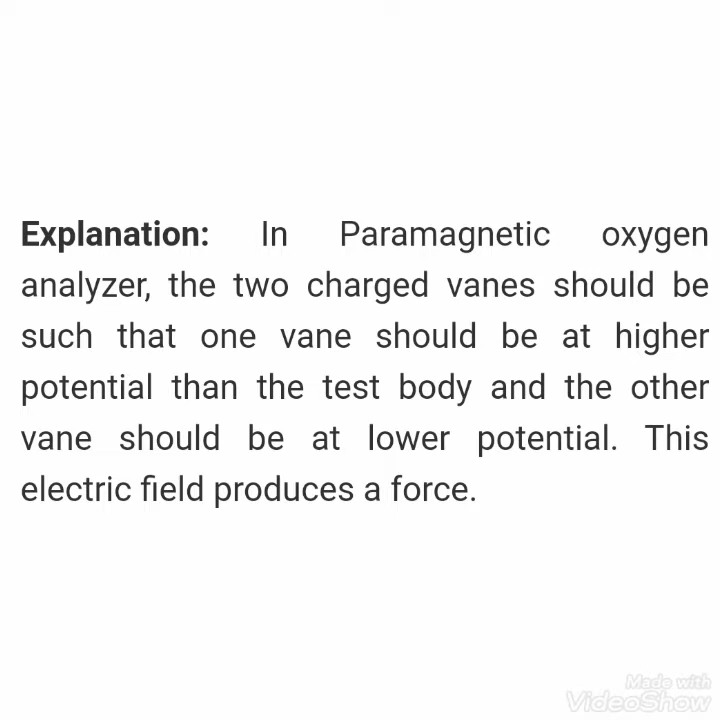 Explanation: In Paramagnetic oxygen
analyzer, the two charged vanes should be
such that one vane should be at higher
potential than the test body and the other
vane should be at lower potential. This
electric field produces a force.
Made with
VideoShow